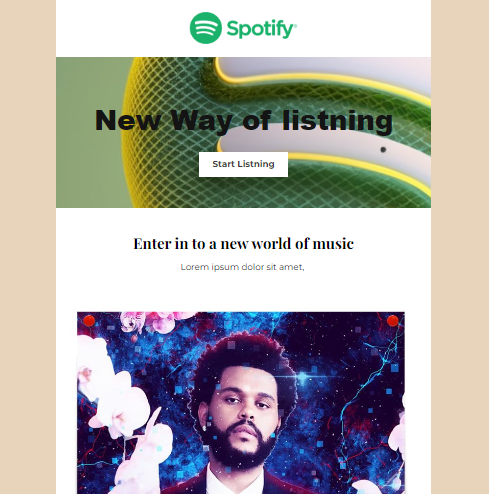 Spotify
New Way of listning
Start Listning
Enter in to a new world of music
Lorem ipsum dolor sit amet,